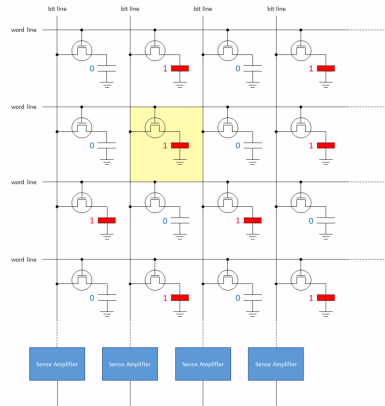 bit line bit line bit line bit line
word line
0 1 0 1
word line
0 1 0 1
word line
1 0 1 0
word line
0 1 0 1
Sense Amplifier Sense Amplifier Sense Amplifier Sense Amplifier